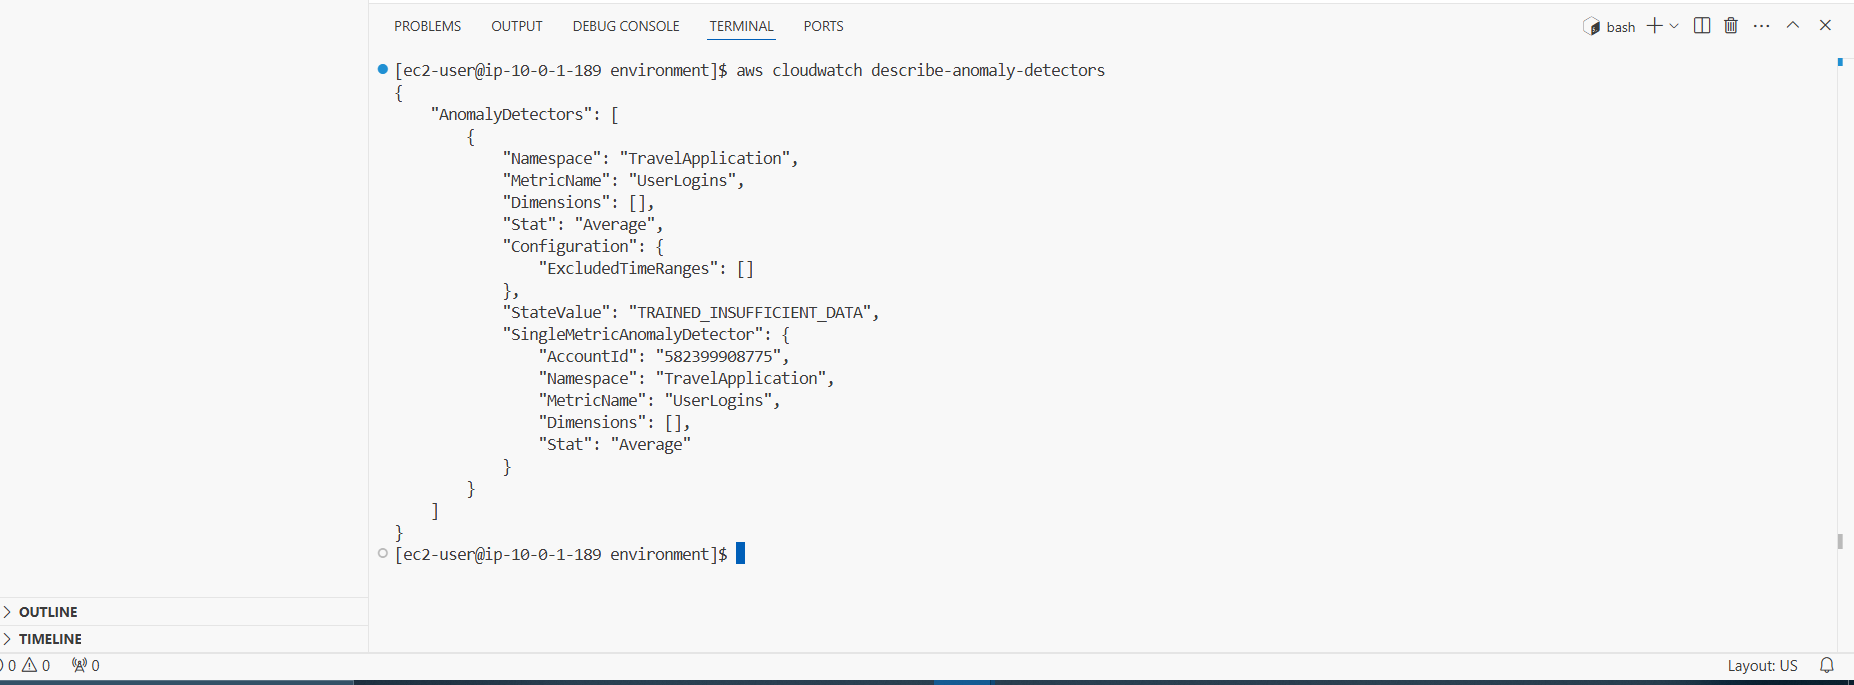 PROBLEMS OUTPUT DEBUG CONSOLE TERMINAL PORTS bash
[ec2-user@ip-10-0-1-189 environment]$ aws cloudwatch describe-anomaly-detectors
{
    "AnomalyDetectors": [
        {
            "Namespace": "TravelApplication",
            "MetricName": "UserLogins",
            "Dimensions": [],
            "Stat": "Average",
            "Configuration": {
                "ExcludedTimeRanges": []
            },
            "StateValue": "TRAINED_INSUFFICIENT_DATA",
            "SingleMetricAnomalyDetector": {
                "AccountId": "582399908775",
                "Namespace": "TravelApplication",
                "MetricName": "UserLogins",
                "Dimensions": [],
                "Stat": "Average"
            }
        }
    ]
}
[ec2-user@ip-10-0-1-189 environment]$
OUTLINE
TIMELINE
0 0 0 Layout: US